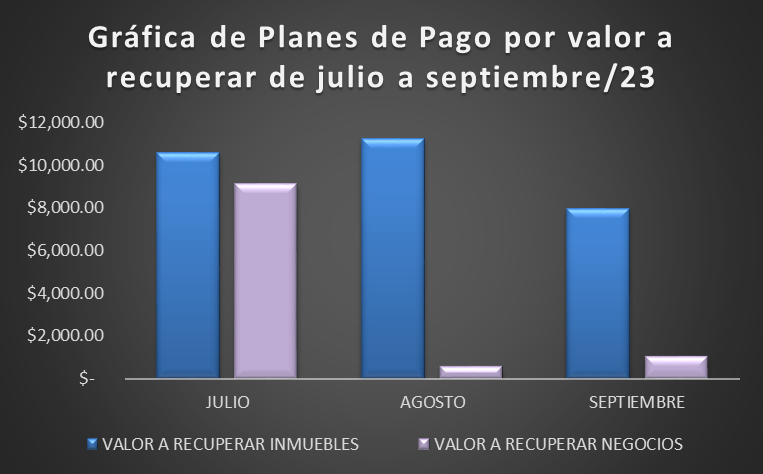 Gráfica de Planes de Pago por valor a
recuperar de julio a septiembre/23
$12,000.00
$10,000.00
$8,000.00
$6,000.00
$4,000.00
$2,000.00
$-
JULIO
AGOSTO
SEPTIEMBRE
VALOR A RECUPERAR INMUEBLES
VALOR A RECUPERAR NEGOCIOS